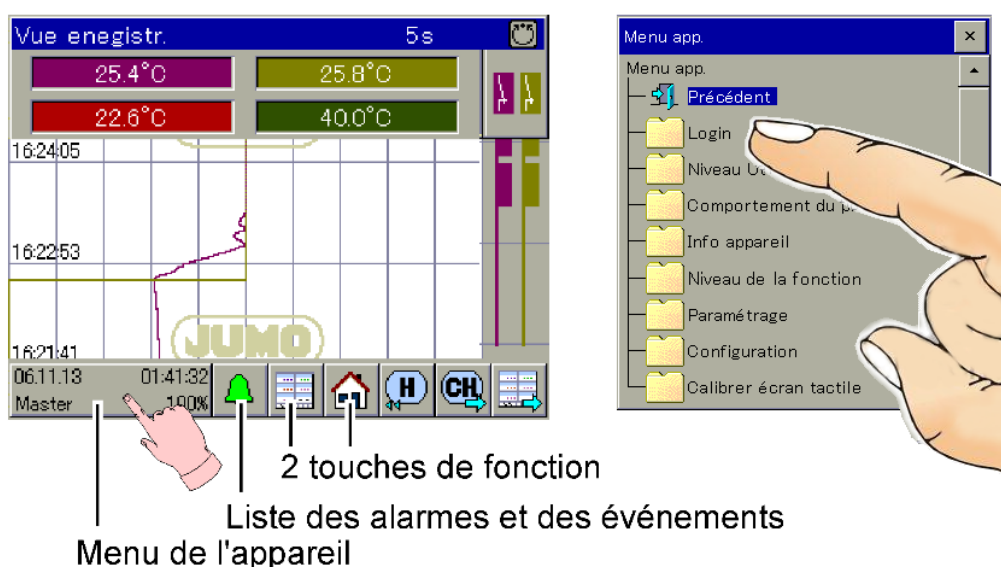 Vue enegistr. 5s
25.4°C 25.8°C
22.6°C 40.0°C
16:24:05
16:22:53
JUMO
16:21:41
06.11.13 01:41:32
Master 100%
H CH
2 touches de fonction
Liste des alarmes et des événements
Menu de l'appareil
Menu app.
Menu app.
Précédent
Login
Niveau
Comportement du
Info appareil
Niveau de la fonction
Paramétrage
Configuration
Calibrer écran tactile